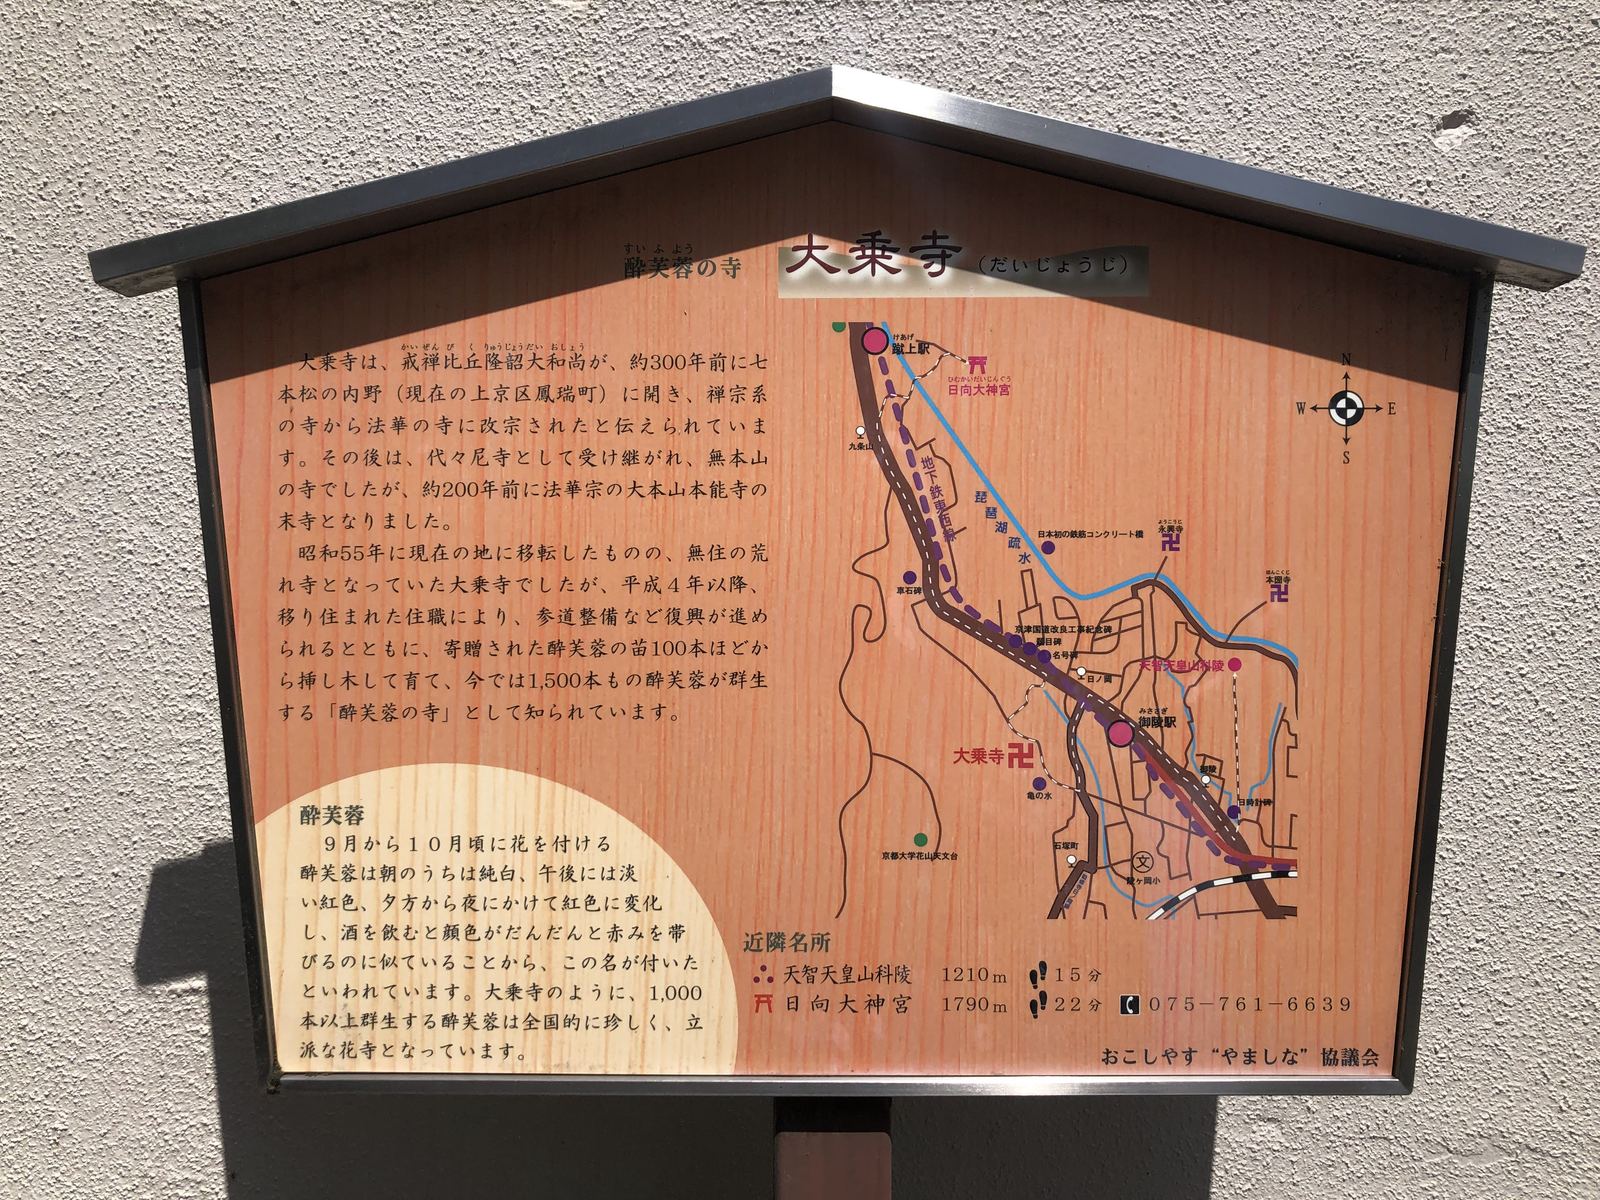 すいふよう
酔芙蓉の寺
大乗寺（だいじょうじ）
かいぜんびくりゅうじょうだいおしょう
大乗寺は、戒禅比丘隆韶大和尚が、約300年前に七
本松の内野（現在の上京区鳳瑞町）に開き、禅宗系
の寺から法華の寺に改宗されたと伝えられていま
す。その後は、代々尼寺として受け継がれ、無本山
の寺でしたが、約200年前に法華宗の大本山本能寺の
末寺となりました。
昭和55年に現在の地に移転したものの、無住の荒
れ寺となっていた大乗寺でしたが、平成４年以降、
移り住まれた住職により、参道整備など復興が進め
られるとともに、寄贈された酔芙蓉の苗100本ほどか
ら挿し木して育て、今では1,500本もの酔芙蓉が群生
する「酔芙蓉の寺」として知られています。
酔芙蓉
９月から１０月頃に花を付ける
酔芙蓉は朝のうちは純白、午後には淡
い紅色、夕方から夜にかけて紅色に変化
し、酒を飲むと顔色がだんだんと赤みを帯
びるのに似ていることから、この名が付いた
といわれています。大乗寺のように、1,000
本以上群生する酔芙蓉は全国的に珍しく、立
派な花寺となっています。
けあげ
蹴上駅
ひむかいだいじんぐう
日向大神宮
九条山
地下鉄東西線
琵琶湖疏水
日本初の鉄筋コンクリート橋
ようこうじ
永興寺
ほんこくじ
本圀寺
車石碑
京津国道改良工事紀念碑
題目碑
名号碑
日ノ岡
天智天皇山科陵
みささぎ
御陵駅
大乗寺
亀の水
御陵
日時計碑
京都大学花山天文台
石塚町
文
陵ヶ岡小
N
W
E
S
近隣名所
天智天皇山科陵 1210m 15分
日向大神宮 1790m 22分 075－761－6639
おこしやす“やましな”協議会